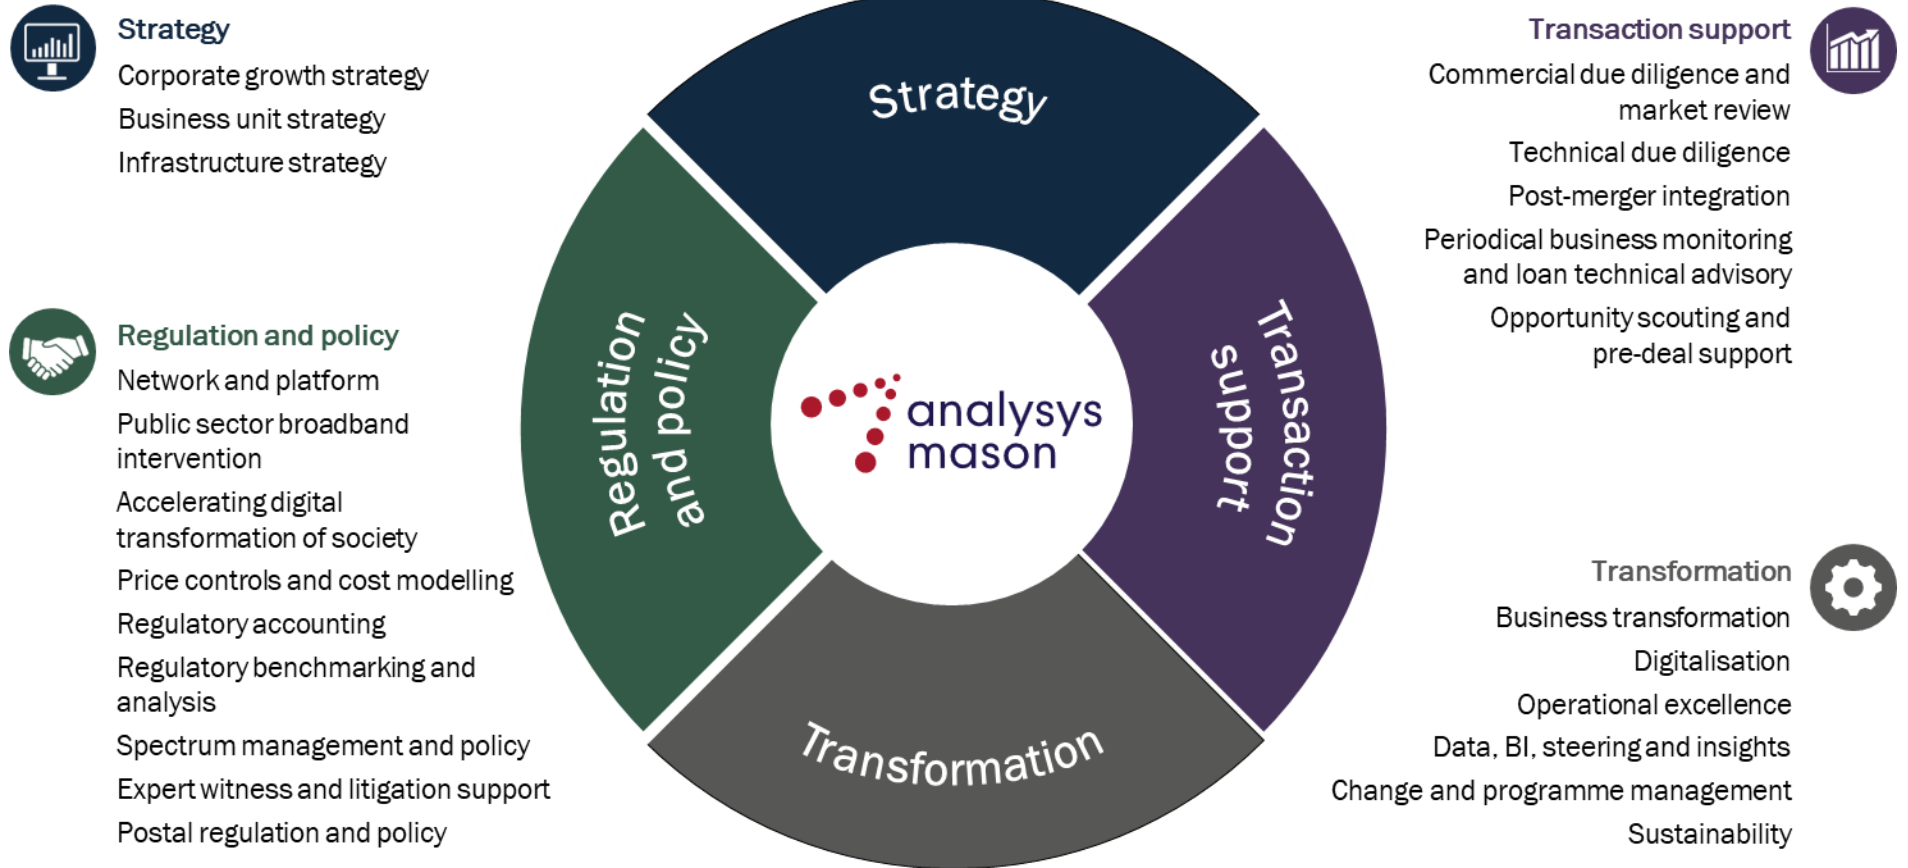 Strategy
Corporate growth strategy
Business unit strategy
Infrastructure strategy
Regulation and policy
Network and platform
Public sector broadband
intervention
Accelerating digital
transformation of society
Price controls and cost modelling
Regulatory accounting
Regulatory benchmarking and
analysis
Spectrum management and policy
Expert witness and litigation support
Postal regulation and policy
Strategy
Regulation
and policy
analysys
mason
Transaction
support
Transformation
Transaction support
Commercial due diligence and
market review
Technical due diligence
Post-merger integration
Periodical business monitoring
and loan technical advisory
Opportunity scouting and
pre-deal support
Transformation
Business transformation
Digitalisation
Operational excellence
Data, BI, steering and insights
Change and programme management
Sustainability